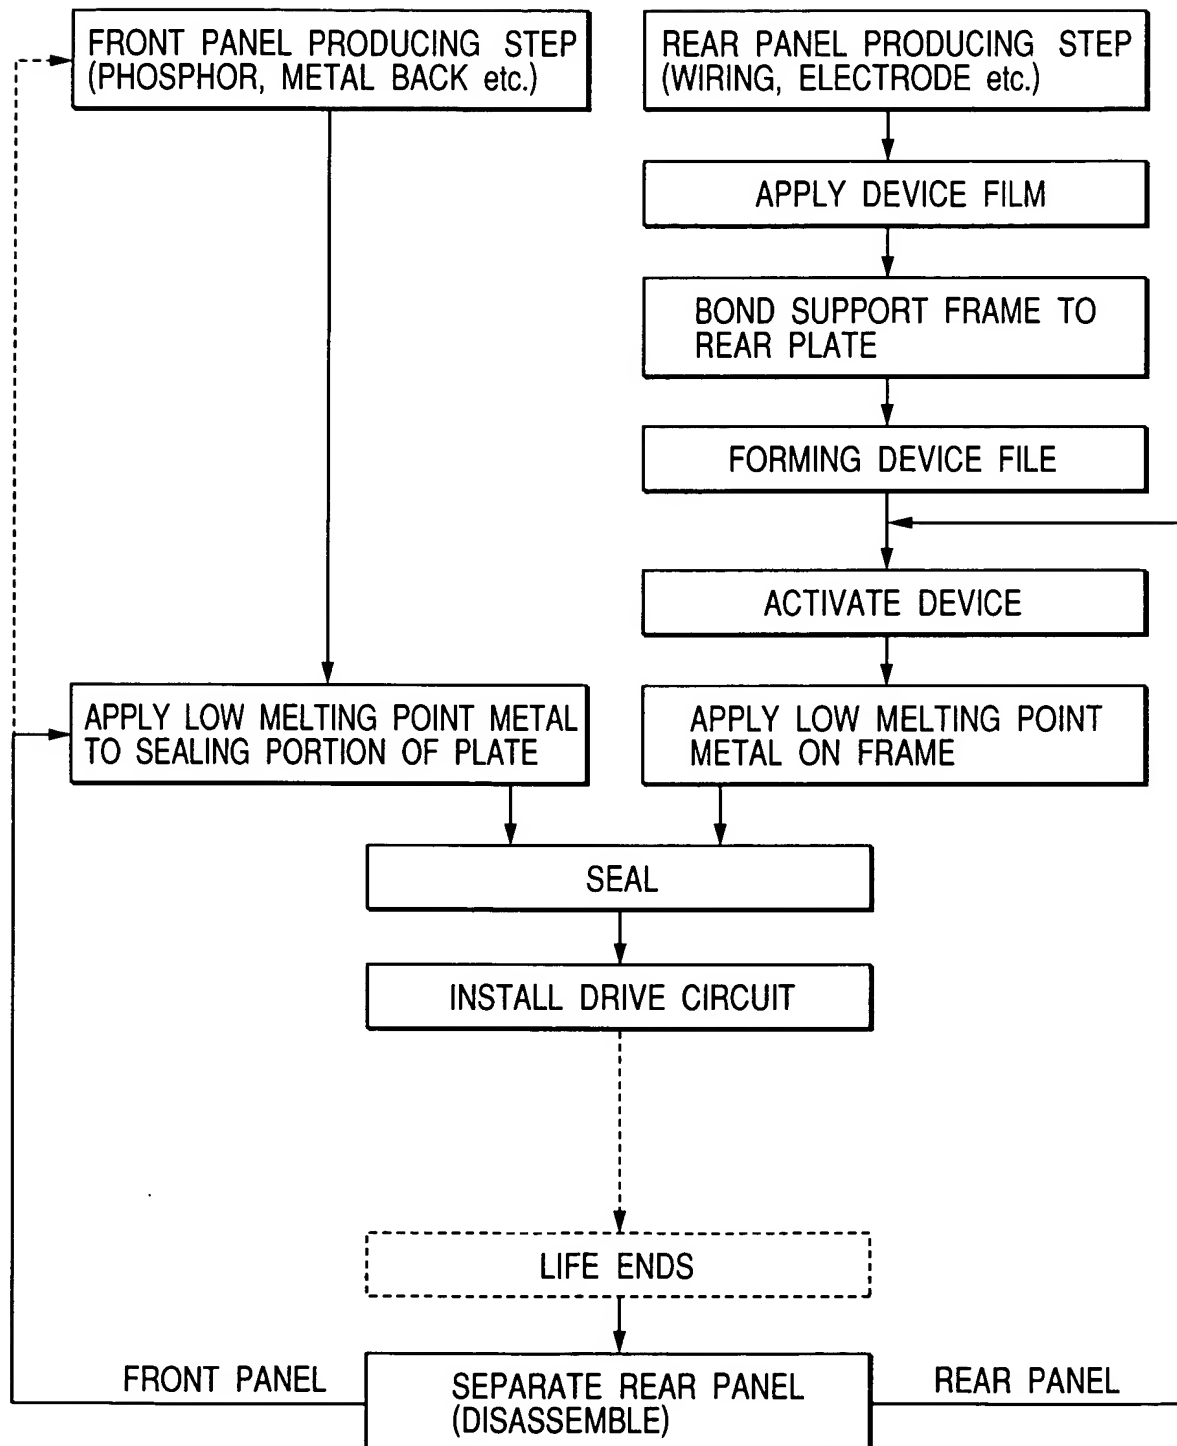 FRONT PANEL PRODUCING STEP
(PHOSPHOR, METAL BACK etc.)
REAR PANEL PRODUCING STEP
(WIRING, ELECTRODE etc.)
APPLY DEVICE FILM
BOND SUPPORT FRAME TO
REAR PLATE
FORMING DEVICE FILE
ACTIVATE DEVICE
APPLY LOW MELTING POINT METAL
TO SEALING PORTION OF PLATE
APPLY LOW MELTING POINT
METAL ON FRAME
SEAL
INSTALL DRIVE CIRCUIT
LIFE ENDS
FRONT PANEL
SEPARATE REAR PANEL
(DISASSEMBLE)
REAR PANEL